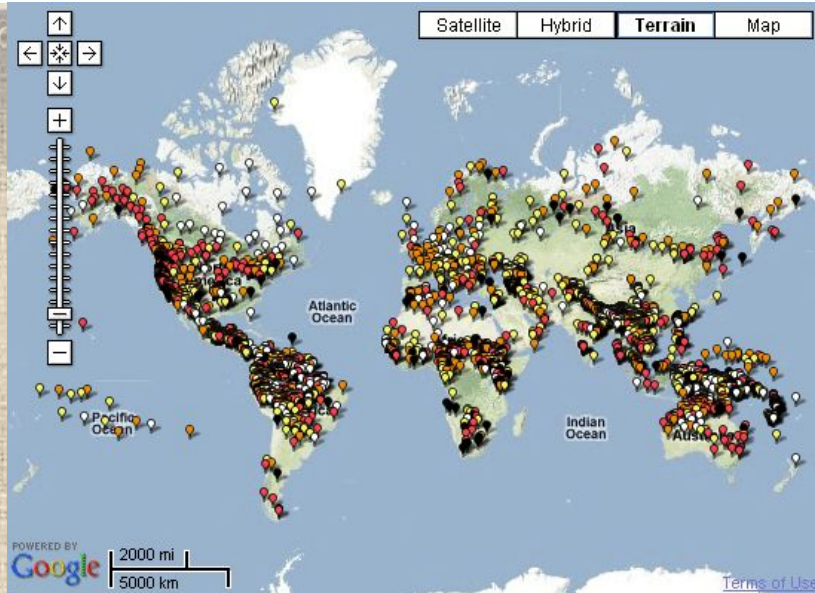 Satellite
Hybrid
Terrain
Map
Atlantic
Ocean
Pacific
Ocean
Indian
Ocean
Asia
POWERED BY
Google
2000 mi
5000 km
Terms of Use